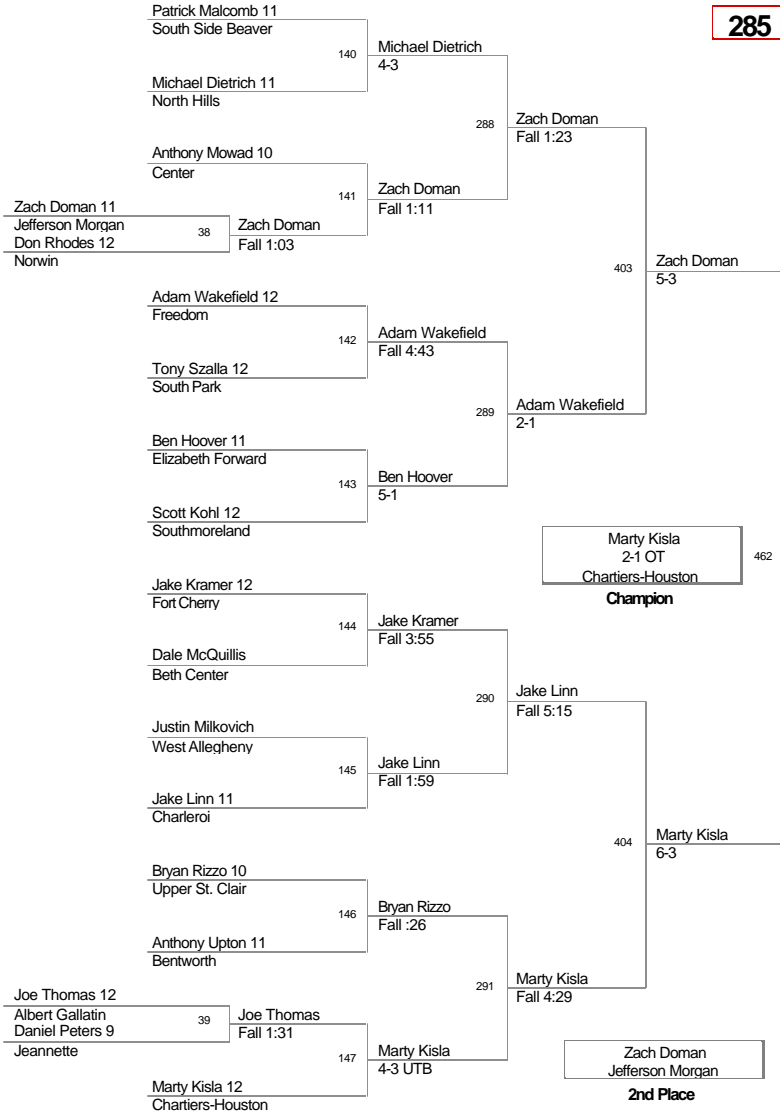 Patrick Malcomb 11
South Side Beaver
285
140
Michael Dietrich
4-3
Michael Dietrich 11
North Hills
288
Zach Doman
Fall 1:23
Anthony Mowad 10
Center
141
Zach Doman
Fall 1:11
Zach Doman 11
Jefferson Morgan
38
Zach Doman
Fall 1:03
Don Rhodes 12
Norwin
403
Zach Doman
5-3
Adam Wakefield 12
Freedom
142
Adam Wakefield
Fall 4:43
Tony Szalla 12
South Park
289
Adam Wakefield
2-1
Ben Hoover 11
Elizabeth Forward
143
Ben Hoover
5-1
Scott Kohl 12
Southmoreland
Marty Kisla
2-1 OT
Chartiers-Houston
462
Champion
Jake Kramer 12
Fort Cherry
144
Jake Kramer
Fall 3:55
Dale McQuillis
Beth Center
290
Jake Linn
Fall 5:15
Justin Milkovich
West Allegheny
145
Jake Linn
Fall 1:59
Jake Linn 11
Charleroi
404
Marty Kisla
6-3
Bryan Rizzo 10
Upper St. Clair
146
Bryan Rizzo
Fall :26
Anthony Upton 11
Bentworth
291
Marty Kisla
Fall 4:29
Joe Thomas 12
Albert Gallatin
39
Joe Thomas
Fall 1:31
Daniel Peters 9
Jeannette
147
Marty Kisla
4-3 UTB
Marty Kisla 12
Chartiers-Houston
Zach Doman
Jefferson Morgan
2nd Place